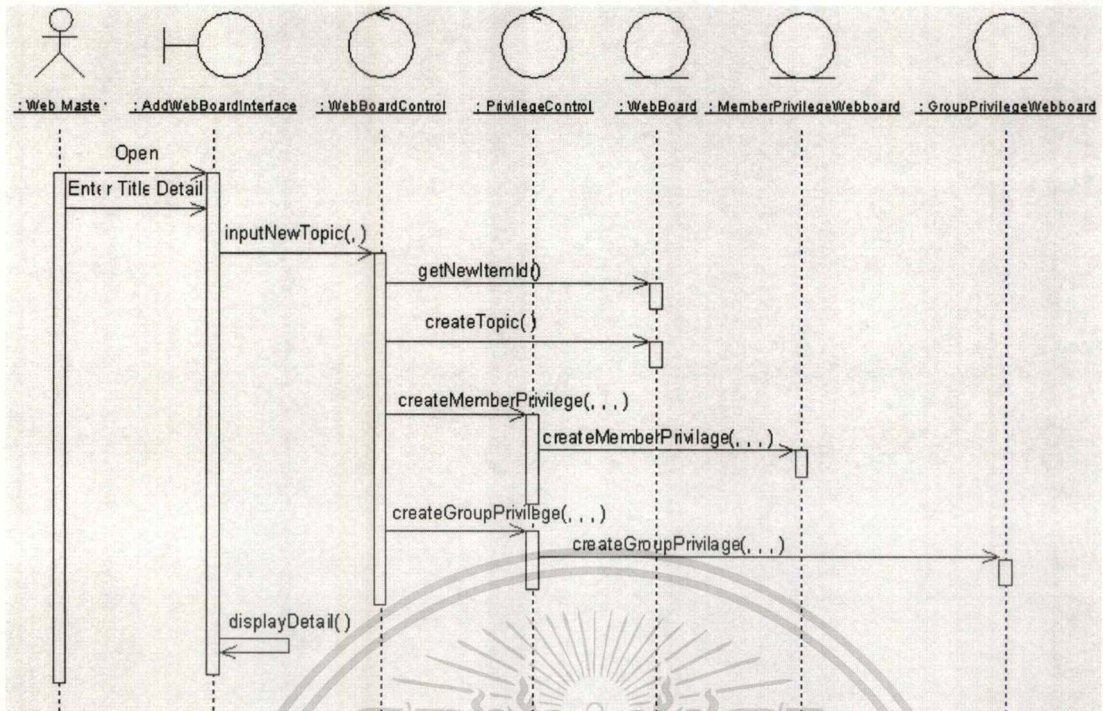 : Web Maste : AddWebBoardInterface : WebBoardControl : PrivilegeControl : WebBoard : MemberPrivilegeWebboard : GroupPrivilegeWebboard
Open
Enter Title Detail
inputNewTopic(, )
getNewItemId()
createTopic( )
createMemberPrivilege(, , , )
createMemberPrivilage(, , , )
createGroupPrivilege(, , , )
createGroupPrivilage(, , , )
displayDetail( )